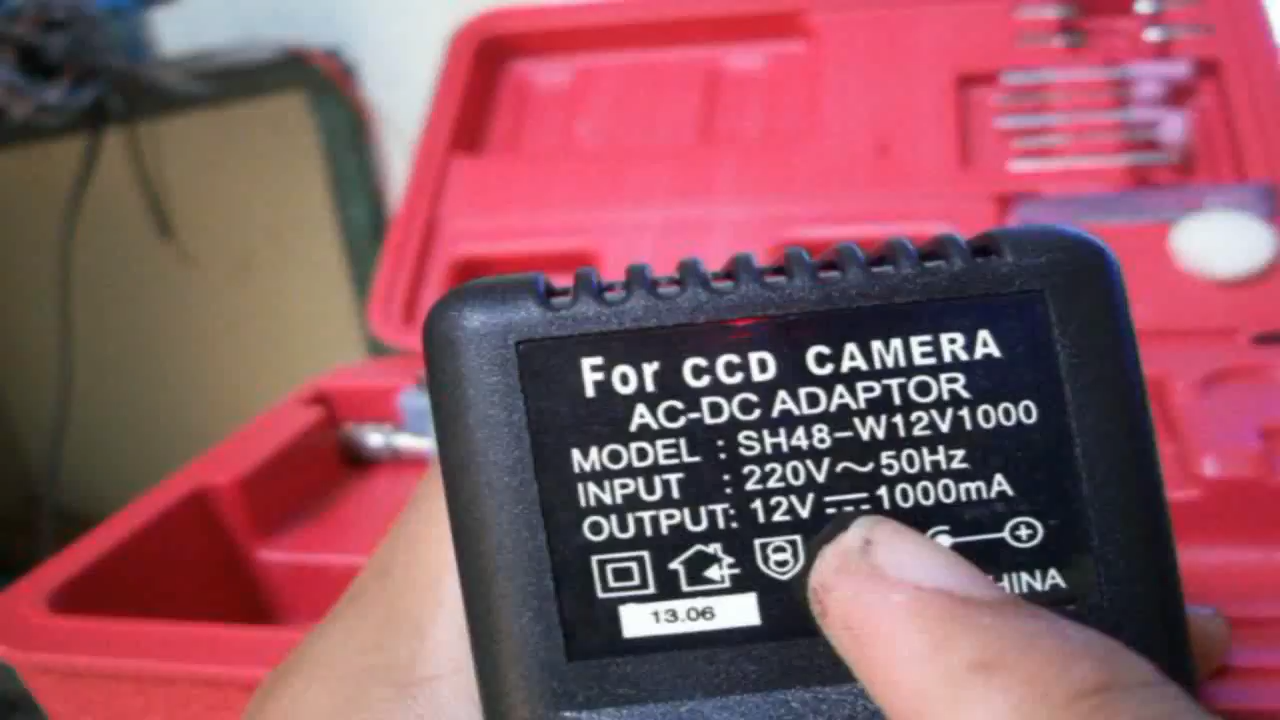 For CCD CAMERA
AC-DC ADAPTOR
MODEL : SH48-W12V1000
INPUT : 220V~50Hz
OUTPUT: 12V⎓1000mA
13.06